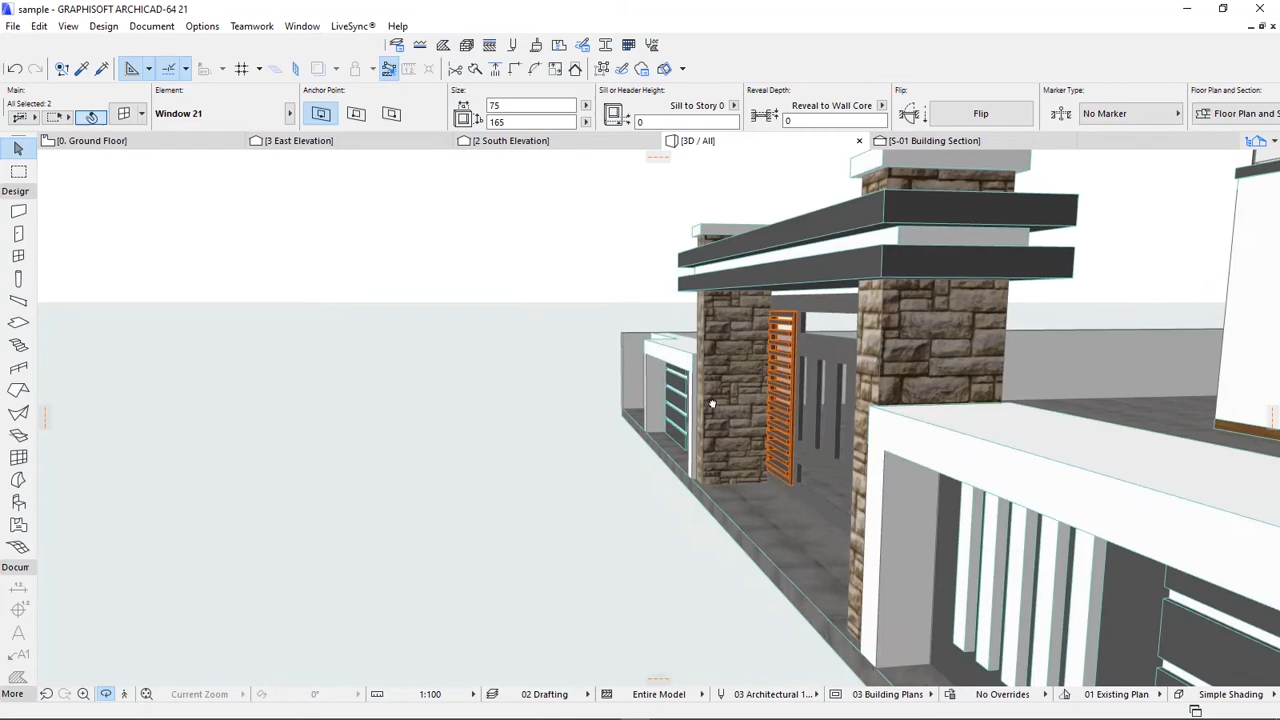 sample - GRAPHISOFT ARCHICAD-64 21
File Edit View Design Document Options Teamwork Window LiveSync® Help
Main: Element: Anchor Point: Size: Sill or Header Height: Reveal Depth: Flip: Marker Type: Floor Plan and Section:
All Selected: 2
Window 21
75
165
Sill to Story 0
0
Reveal to Wall Core
0
Flip
No Marker
Floor Plan and S
[0. Ground Floor] [3 East Elevation] [2 South Elevation] [3D / All] [S-01 Building Section]
Design
Docum
1.2
A
A1
More
Current Zoom 0° 1:100 02 Drafting Entire Model 03 Architectural 1... 03 Building Plans No Overrides 01 Existing Plan Simple Shading